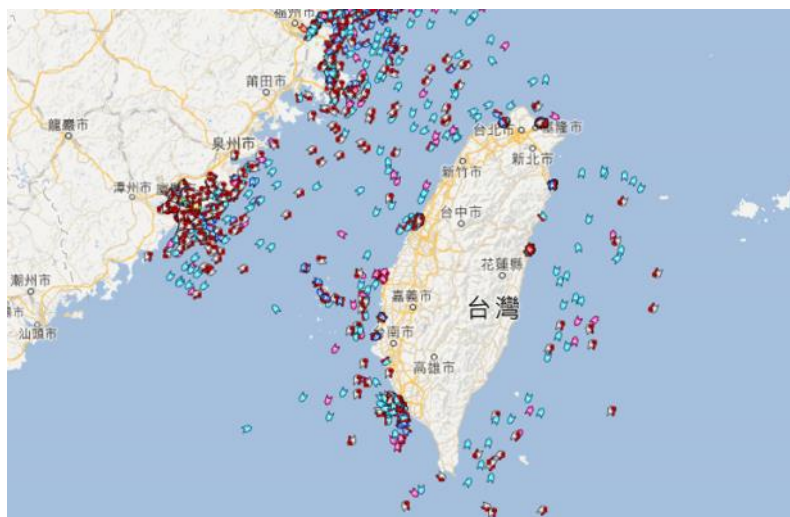 福州市
莆田市
龍巖市
泉州市
台北市
隆市
新竹市
新北市
漳州市
台中市
花蓮縣
潮州市
嘉義市
台灣
汕頭市
台南市
高雄市